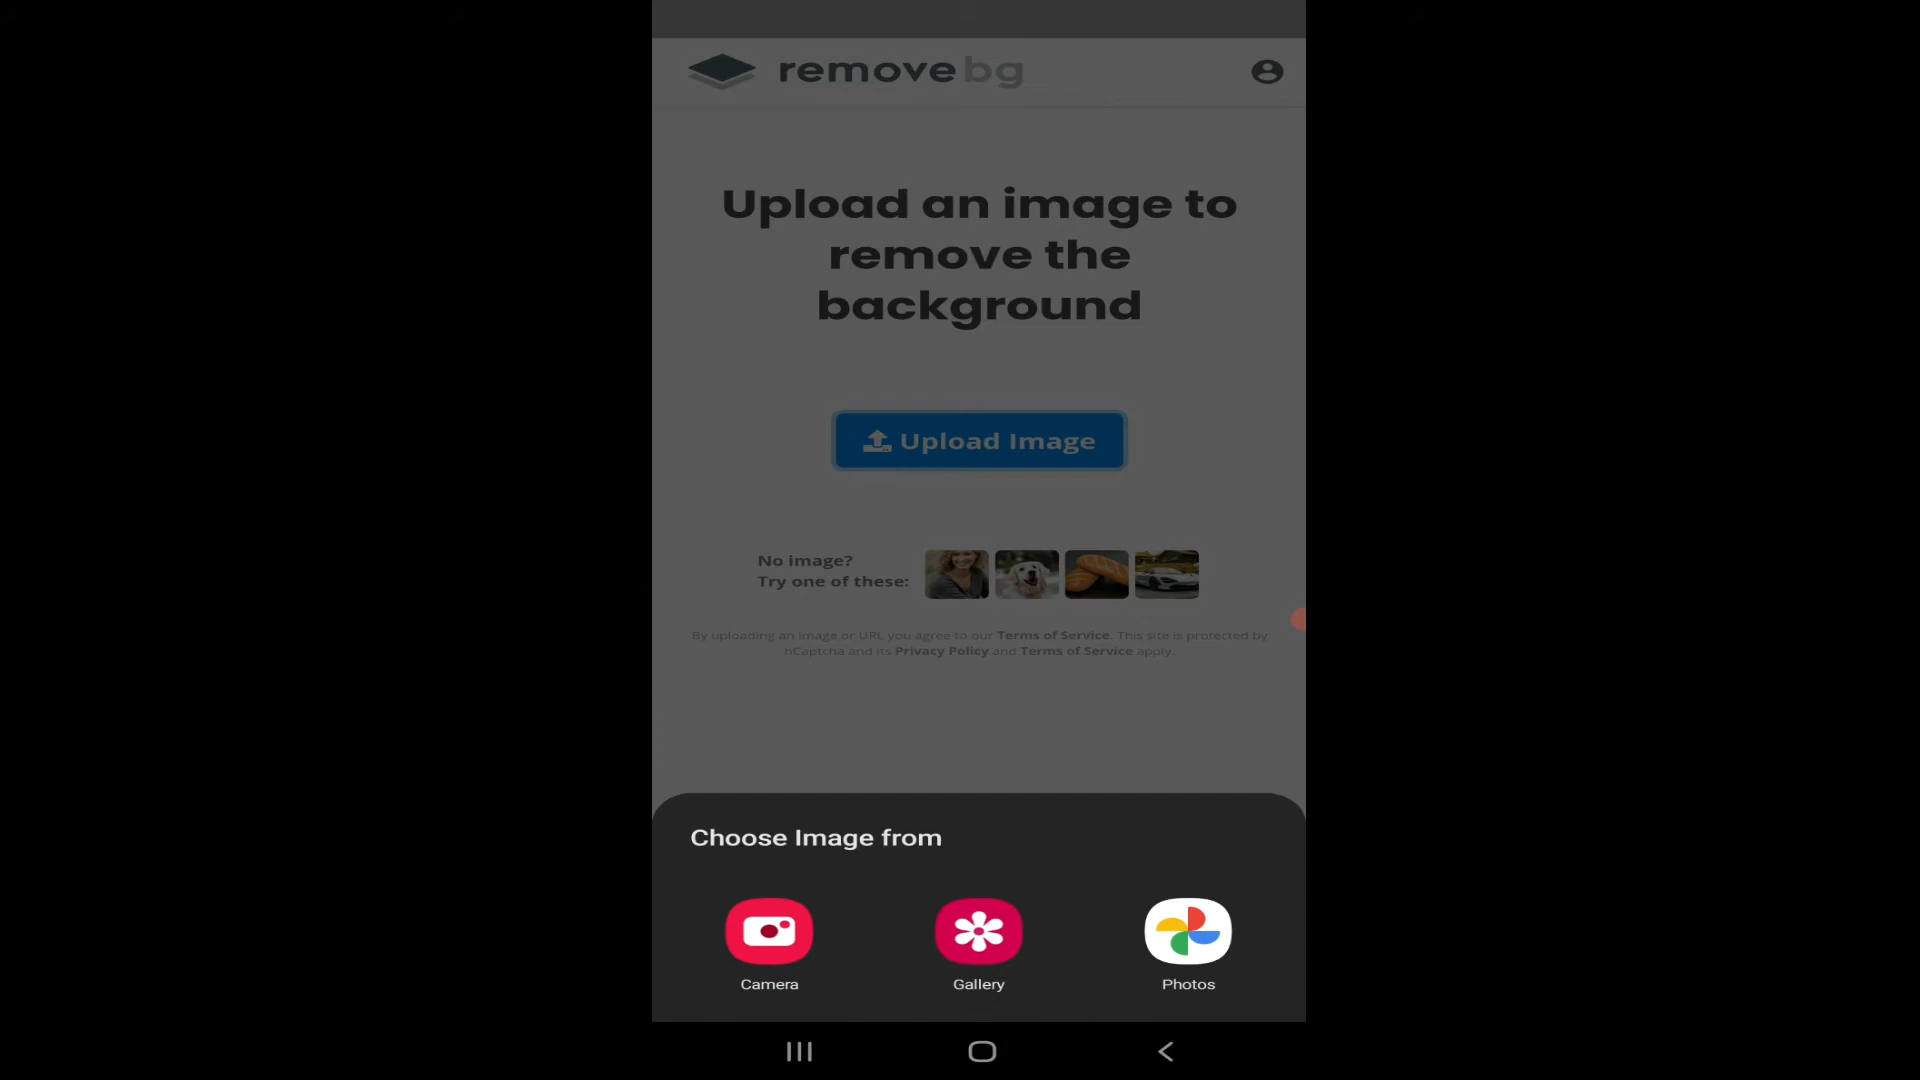 remove bg
Upload an image to
remove the
background
Upload Image
No image?
Try one of these:
By uploading an image or URL you agree to our Terms of Service. This site is protected by
hCaptcha and its Privacy Policy and Terms of Service apply.
Choose Image from
Camera
Gallery
Photos